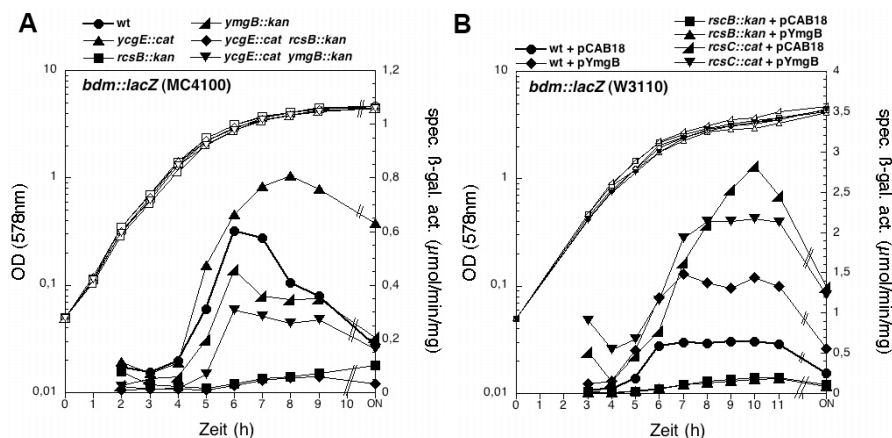 A
wt
ycgE::cat
rcsB::kan
ymgB::kan
ycgE::cat rcsB::kan
ycgE::cat ymgB::kan
bdm::lacZ (MC4100)
10
1
0,1
0,01
OD (578nm)
1,2
1
0,8
0,6
0,4
0,2
0
spec. ß-gal. act. (µmol/min/mg)
0 1 2 3 4 5 6 7 8 9 10 ON
Zeit (h)
B
wt + pCAB18
wt + pYmgB
rscB::kan + pCAB18
rcsB::kan + pYmgB
rcsC::cat + pCAB18
rcsC::cat + pYmgB
bdm::lacZ (W3110)
10
1
0,1
0,01
OD (578nm)
4
3,5
3
2,5
2
1,5
1
0,5
0
spec. ß-gal. act. (µmol/min/mg)
0 1 2 3 4 5 6 7 8 9 10 11 ON
Zeit (h)